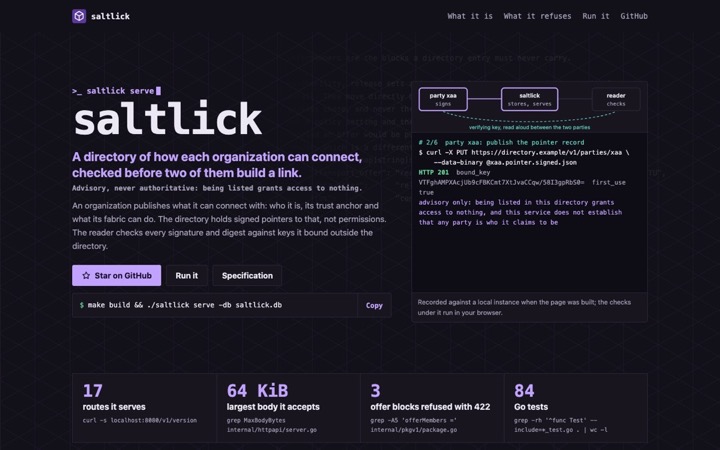 saltlick
What it is What it refuses Run it GitHub
>_ saltlick serve
saltlick
A directory of how each organization can connect,
checked before two of them build a link.
Advisory, never authoritative: being listed grants access to nothing.
An organization publishes what it can connect with: who it is, its trust anchor and
what its fabric can do. The directory holds signed pointers to that, not permissions.
The reader checks every signature and digest against keys it bound outside the
directory.
Star on GitHub Run it Specification
$ make build && ./saltlick serve -db saltlick.db Copy
party xaa saltlick reader
signs stores, serves checks
verifying key, read aloud between the two parties
# 2/6 party xaa: publish the pointer record
$ curl -X PUT https://directory.example/v1/parties/xaa \
--data-binary @xaa.pointer.signed.json
HTTP 201 bound_key
VTFghAMPXAcjUb9cFBKCmt7XtJvaCCqw/58I3gpRbS0= first_use
true
advisory only: being listed in this directory grants
access to nothing, and this service does not establish
that any party is who it claims to be
Recorded against a local instance when the page was built; the checks
under it run in your browser.
17
routes it serves
curl -s localhost:8080/v1/version
64 KiB
largest body it accepts
grep MaxBodyBytes
internal/httpapi/server.go
3
offer blocks refused with 422
grep -A5 'offerMembers ='
internal/pkgv1/package.go
84
Go tests
grep -rh '^func Test' --
include=*_test.go . | wc -l